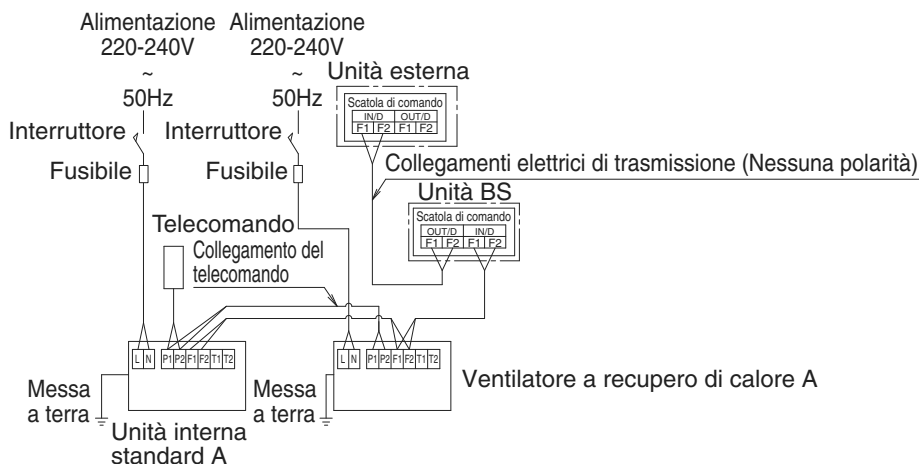 Alimentazione
220-240V
~
50Hz
Interruttore
Fusibile
Alimentazione
220-240V
~
50Hz
Interruttore
Fusibile
Unità esterna
Scatola di comando
IN/D OUT/D
F1 F2 F1 F2
Collegamenti elettrici di trasmissione (Nessuna polarità)
Unità BS
Scatola di comando
OUT/D IN/D
F1 F2 F1 F2
Telecomando
Collegamento del
telecomando
L N P1 P2 F1 F2 T1 T2
Messa
a terra
Unità interna
standard A
L N P1 P2 F1 F2 T1 T2
Messa
a terra
Ventilatore a recupero di calore A